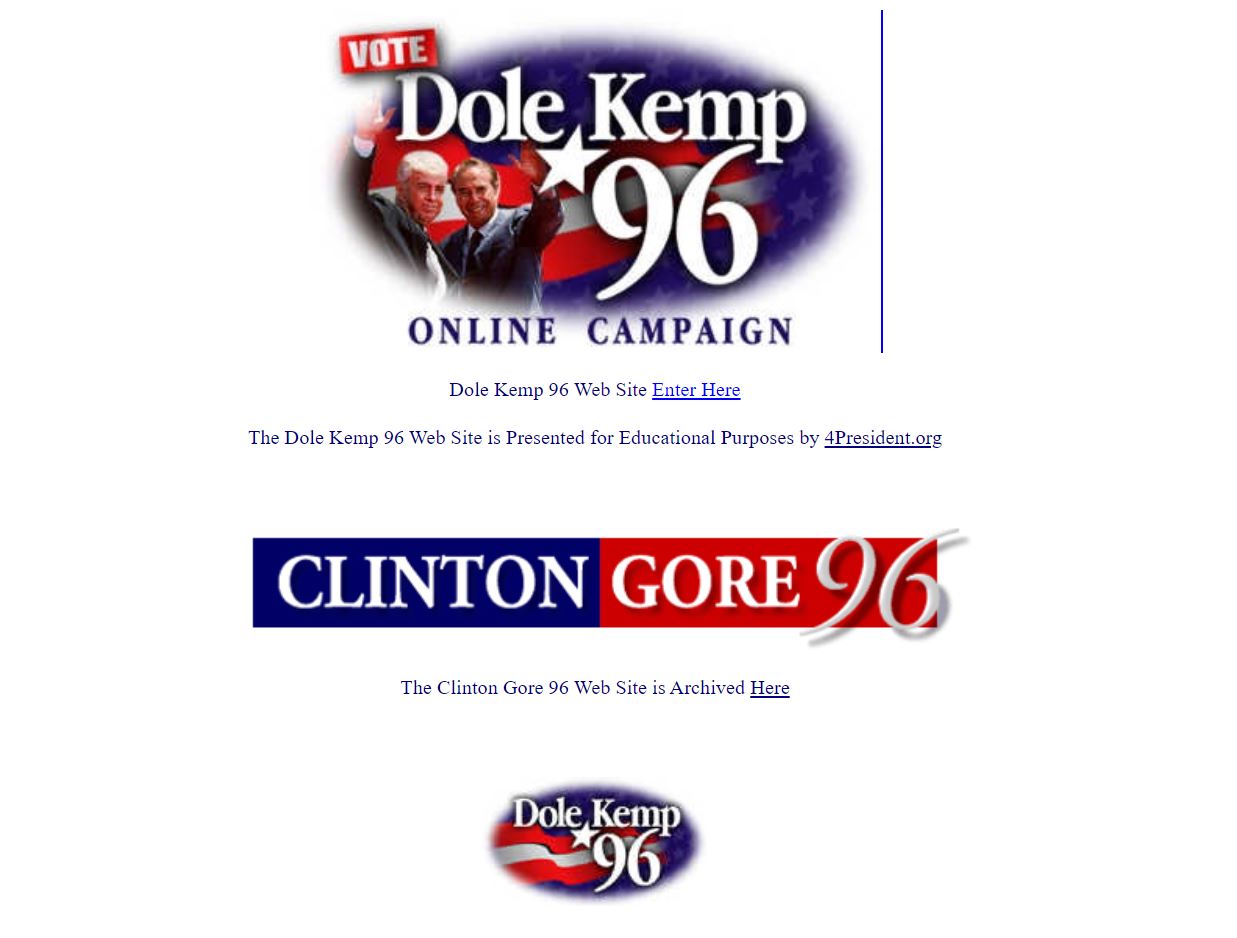 VOTE
Dole Kemp
96
ONLINE CAMPAIGN
Dole Kemp 96 Web Site Enter Here
The Dole Kemp 96 Web Site is Presented for Educational Purposes by 4President.org
CLINTON GORE 96
The Clinton Gore 96 Web Site is Archived Here
Dole Kemp
96